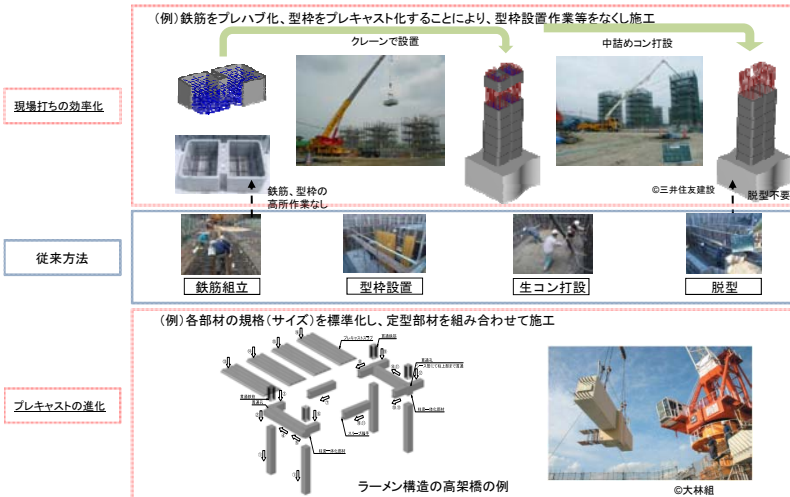 (例)鉄筋をプレハブ化、型枠をプレキャスト化することにより、型枠設置作業等をなくし施工
クレーンで設置
中詰めコン打設
現場打ちの効率化
鉄筋、型枠の
高所作業なし
©三井住友建設
脱型不要
従来方法
鉄筋組立
型枠設置
生コン打設
脱型
(例)各部材の規格(サイズ)を標準化し、定型部材を組み合わせて施工
プレキャストの進化
ラーメン構造の高架橋の例
©大林組